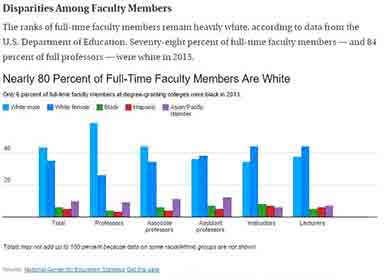 Disparities Among Faculty Members
The ranks of full-time faculty members remain heavily white, according to data from the
U.S. Department of Education. Seventy-eight percent of full-time faculty members — and 84
percent of full professors — were white in 2013.
Nearly 80 Percent of Full-Time Faculty Members Are White
Only 6 percent of full-time faculty members at degree-granting colleges were black in 2013.
White male White female Black Hispanic Asian/Pacific
Islander
40
20
Total Professors Associate Assistant Instructors Lecturers
professors professors
Totals may not add up to 100 percent because data on some racial/ethnic groups are not shown
Source: National Center for Education Statistics Get the data